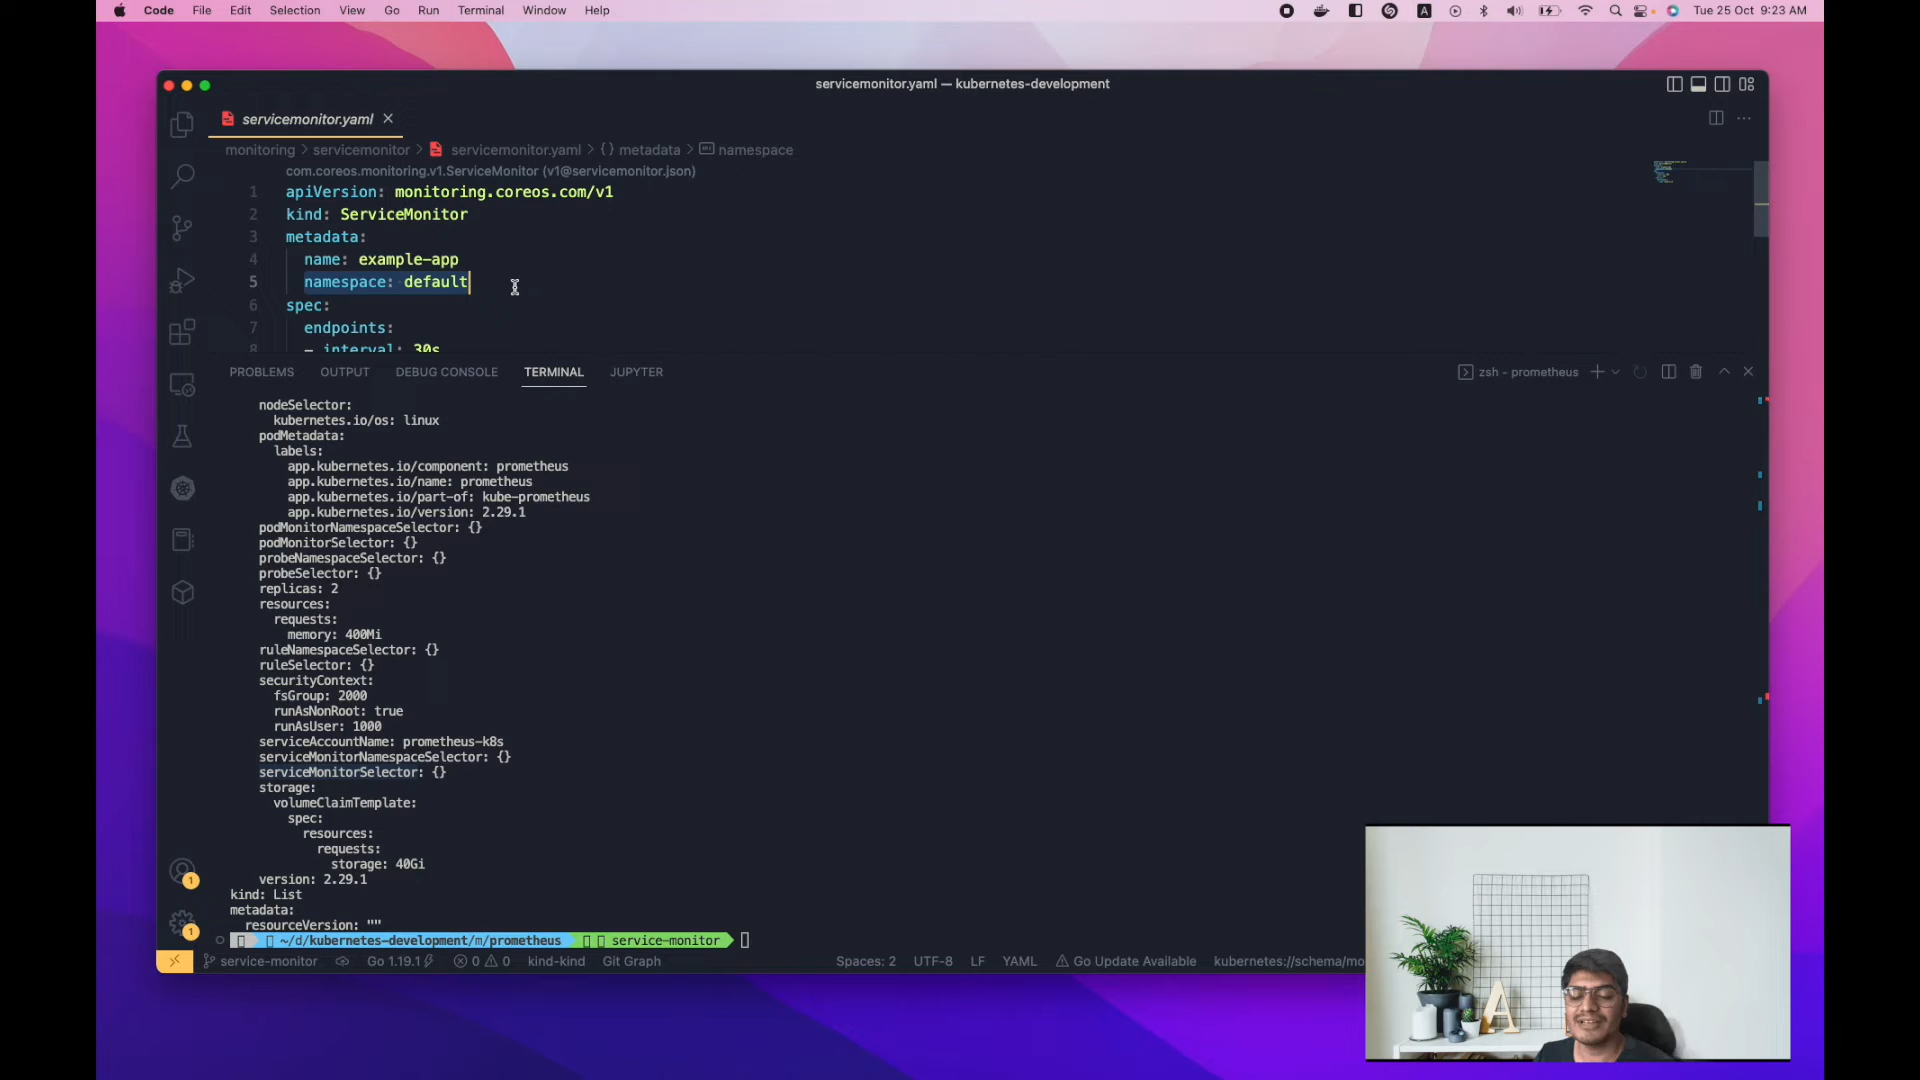 Code File Edit Selection View Go Run Terminal Window Help
A
Tue 25 Oct 9:23 AM
servicemonitor.yaml — kubernetes-development
servicemonitor.yaml
monitoring > servicemonitor > servicemonitor.yaml > {} metadata > namespace
com.coreos.monitoring.v1.ServiceMonitor (v1@servicemonitor.json)
1 apiVersion: monitoring.coreos.com/v1
2 kind: ServiceMonitor
3 metadata:
4 name: example-app
5 namespace: default
6 spec:
7 endpoints:
8 - interval: 30s
PROBLEMS OUTPUT DEBUG CONSOLE TERMINAL JUPYTER
zsh - prometheus
nodeSelector:
kubernetes.io/os: linux
podMetadata:
labels:
app.kubernetes.io/component: prometheus
app.kubernetes.io/name: prometheus
app.kubernetes.io/part-of: kube-prometheus
app.kubernetes.io/version: 2.29.1
podMonitorNamespaceSelector: {}
podMonitorSelector: {}
probeNamespaceSelector: {}
probeSelector: {}
replicas: 2
resources:
requests:
memory: 400Mi
ruleNamespaceSelector: {}
ruleSelector: {}
securityContext:
fsGroup: 2000
runAsNonRoot: true
runAsUser: 1000
serviceAccountName: prometheus-k8s
serviceMonitorNamespaceSelector: {}
serviceMonitorSelector: {}
storage:
volumeClaimTemplate:
spec:
resources:
requests:
storage: 40Gi
version: 2.29.1
kind: List
metadata:
resourceVersion: ""
~/d/kubernetes-development/m/prometheus service-monitor
1
1
service-monitor Go 1.19.1 0 0 kind-kind Git Graph
Spaces: 2 UTF-8 LF YAML Go Update Available kubernetes://schema/mo
A